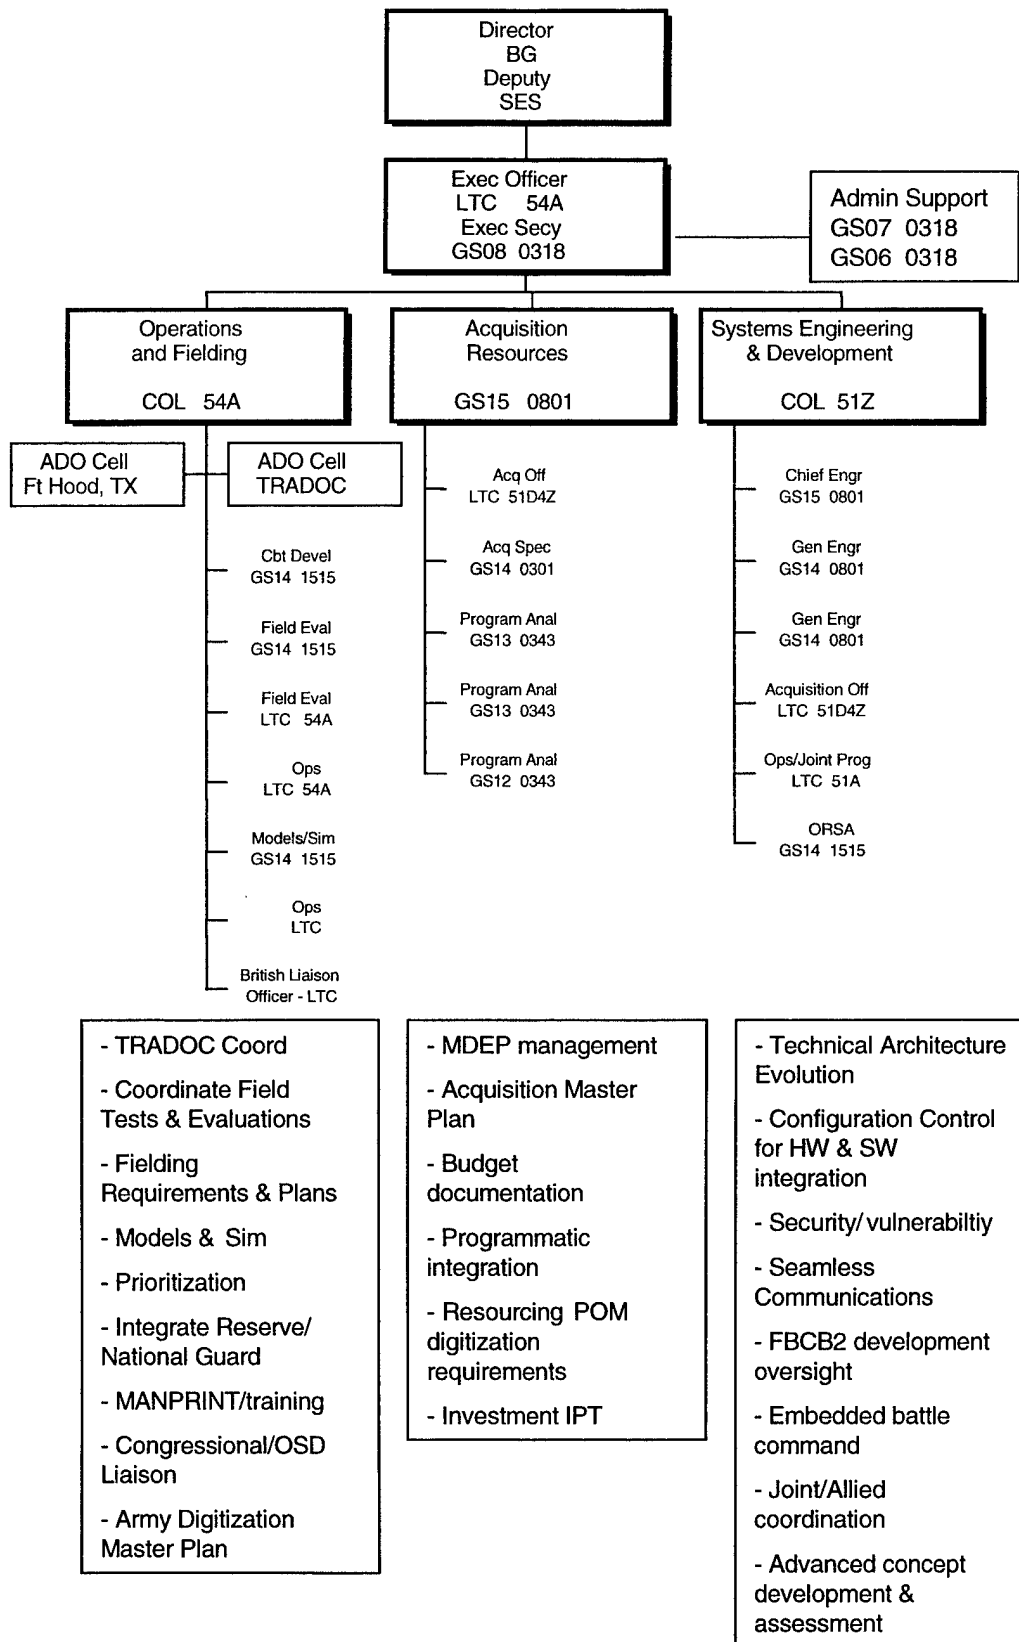 Director
BG
Deputy
SES
Exec Officer
LTC 54A
Exec Secy
GS08 0318
Admin Support
GS07 0318
GS06 0318
Operations
and Fielding
COL 54A
Acquisition
Resources
GS15 0801
Systems Engineering
& Development
COL 51Z
ADO Cell
Ft Hood, TX
ADO Cell
TRADOC
Cbt Devel
GS14 1515
Field Eval
GS14 1515
Field Eval
LTC 54A
Ops
LTC 54A
Models/Sim
GS14 1515
Ops
LTC
British Liaison
Officer - LTC
Acq Off
LTC 51D4Z
Acq Spec
GS14 0301
Program Anal
GS13 0343
Program Anal
GS13 0343
Program Anal
GS12 0343
Chief Engr
GS15 0801
Gen Engr
GS14 0801
Gen Engr
GS14 0801
Acquisition Off
LTC 51D4Z
Ops/Joint Prog
LTC 51A
ORSA
GS14 1515
- TRADOC Coord
- Coordinate Field
Tests & Evaluations
- Fielding
Requirements & Plans
- Models & Sim
- Prioritization
- Integrate Reserve/
National Guard
- MANPRINT/training
- Congressional/OSD
Liaison
- Army Digitization
Master Plan
- MDEP management
- Acquisition Master
Plan
- Budget
documentation
- Programmatic
integration
- Resourcing POM
digitization
requirements
- Investment IPT
- Technical Architecture
Evolution
- Configuration Control
for HW & SW
integration
- Security/vulnerabiltiy
- Seamless
Communications
- FBCB2 development
oversight
- Embedded battle
command
- Joint/Allied
coordination
- Advanced concept
development &
assessment